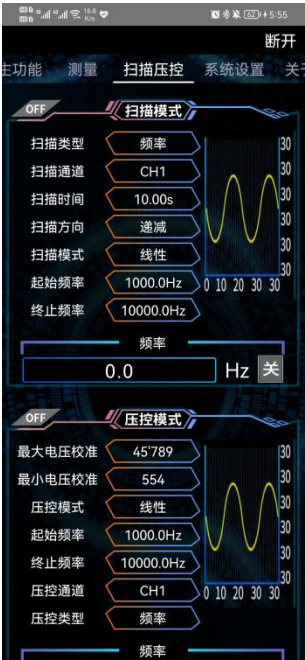 16.8 K/s 5:55
断开
主功能 测量 扫描压控 系统设置 关
OFF 扫描模式
扫描类型 频率
扫描通道 CH1
扫描时间 10.00s
扫描方向 递减
扫描模式 线性
起始频率 1000.0Hz
终止频率 10000.0Hz
30
30
30
30
30
30
0 10 20 30 30
频率
0.0 Hz 关
OFF 压控模式
最大电压校准 45'789
最小电压校准 554
压控模式 线性
起始频率 1000.0Hz
终止频率 10000.0Hz
压控通道 CH1
压控类型 频率
30
30
30
30
30
30
0 10 20 30 30
频率